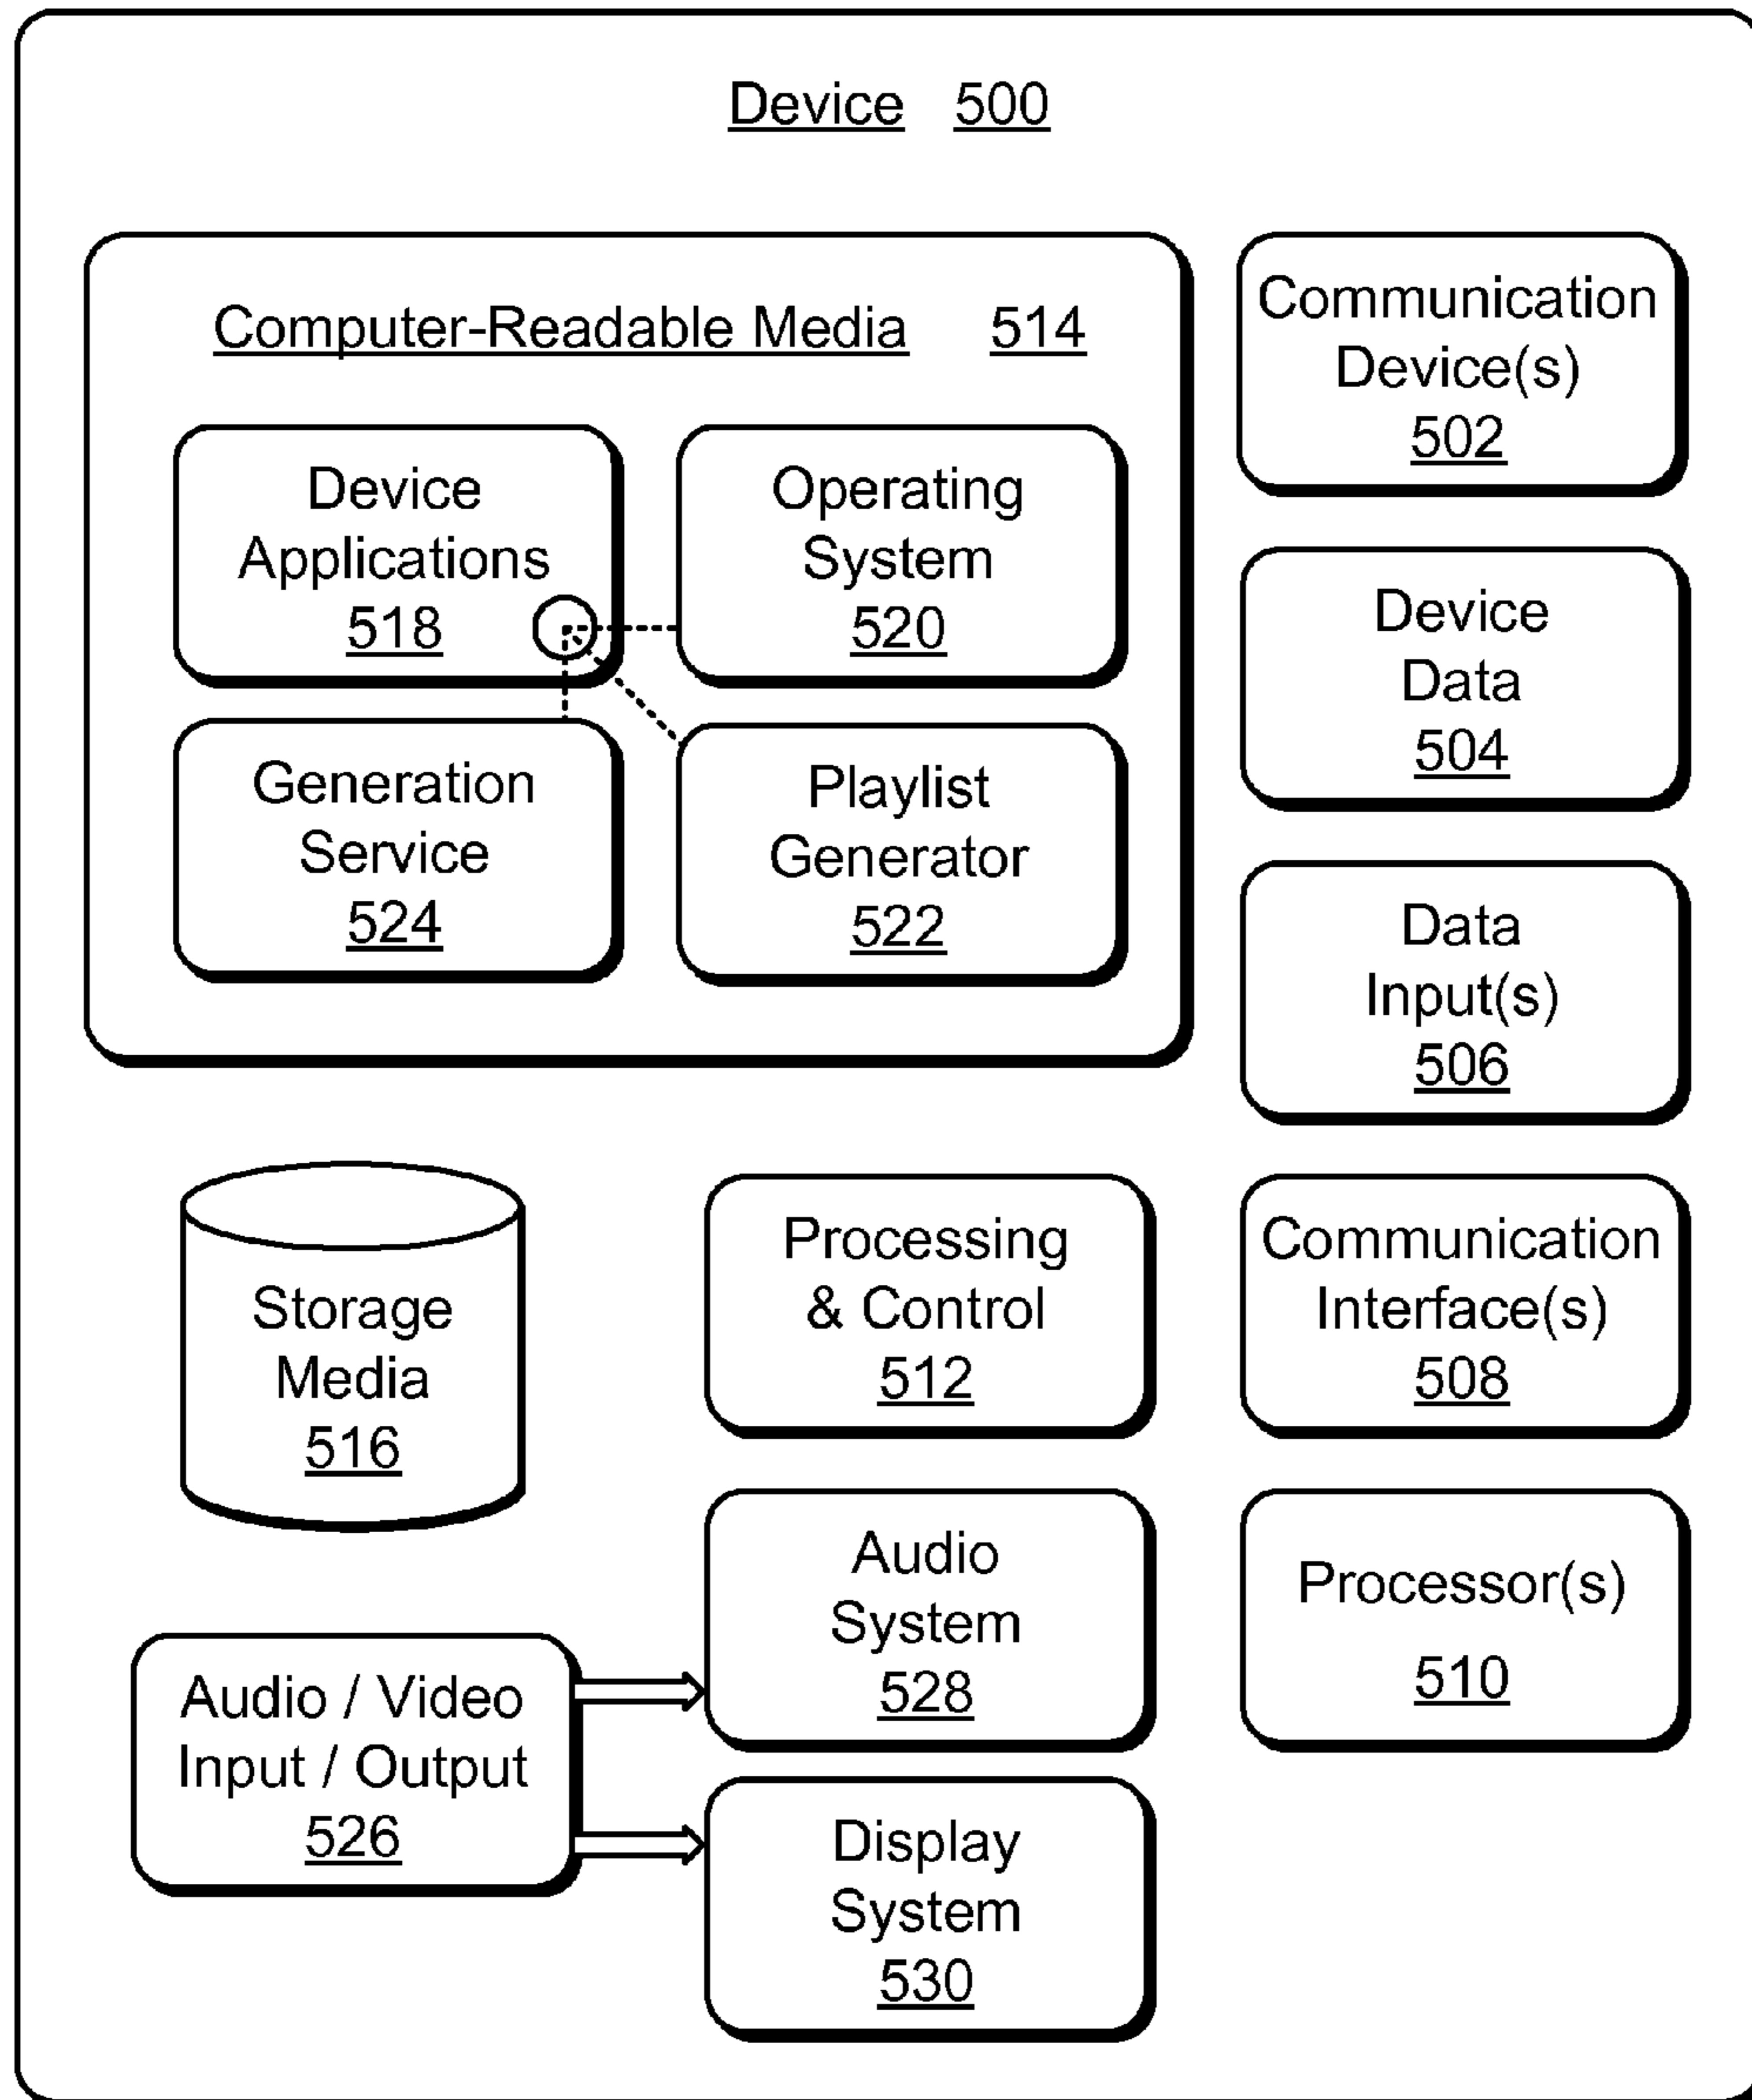 Device 500
Computer-Readable Media 514
Device
Applications
518
Operating
System
520
Generation
Service
524
Playlist
Generator
522
Communication
Device(s)
502
Device
Data
504
Data
Input(s)
506
Communication
Interface(s)
508
Processor(s)
510
Storage
Media
516
Processing
& Control
512
Audio / Video
Input / Output
526
Audio
System
528
Display
System
530